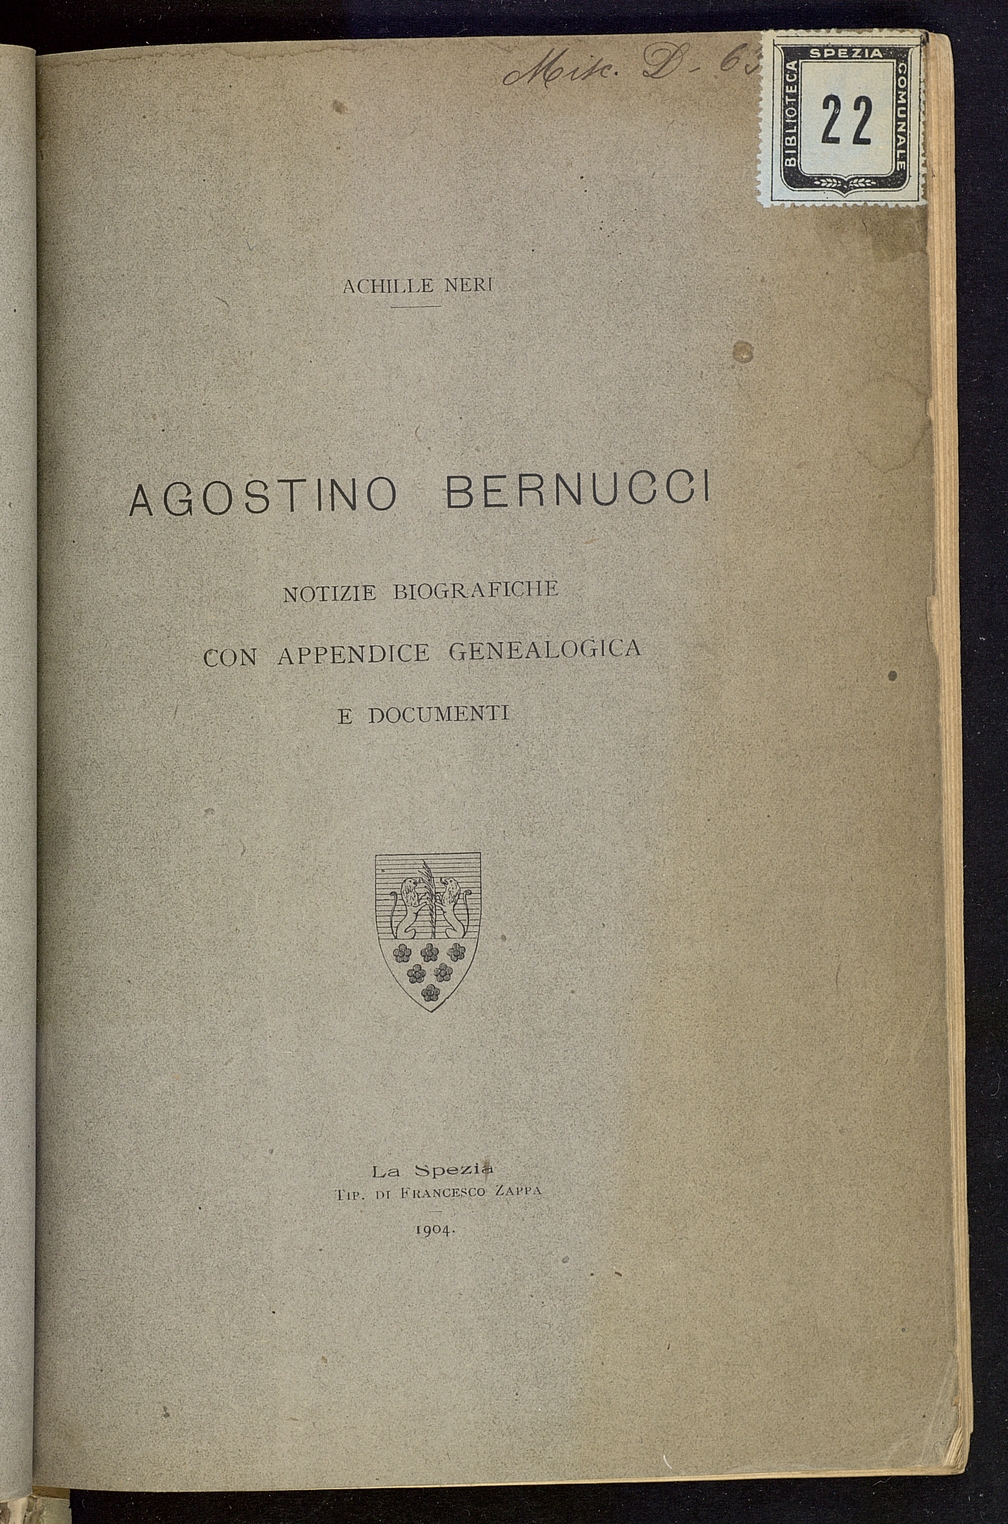 Misc. D - 63
BIBLIOTECA
SPEZIA
COMUNALE
22
ACHILLE NERI
AGOSTINO BERNUCCI
NOTIZIE BIOGRAFICHE
CON APPENDICE GENEALOGICA
E DOCUMENTI
La Spezia
TIP. DI FRANCESCO ZAPPA
1904.